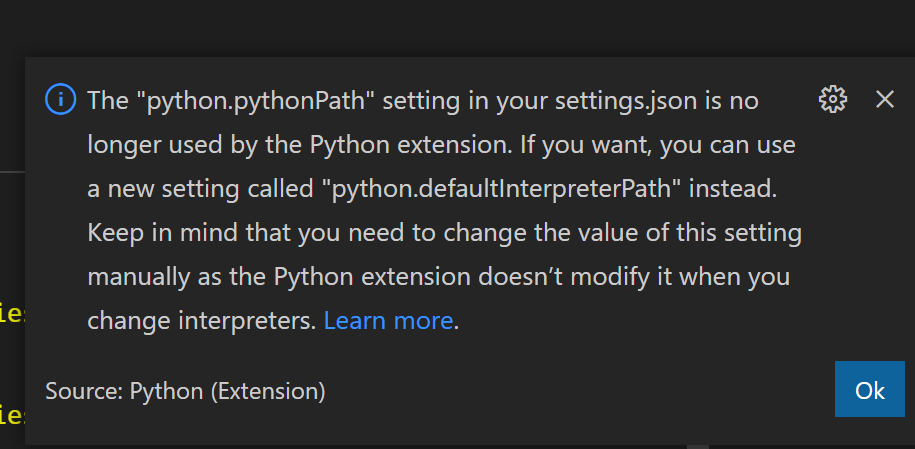 The "python.pythonPath" setting in your settings.json is no
longer used by the Python extension. If you want, you can use
a new setting called "python.defaultInterpreterPath" instead.
Keep in mind that you need to change the value of this setting
manually as the Python extension doesn’t modify it when you
change interpreters. Learn more.
Source: Python (Extension)
Ok